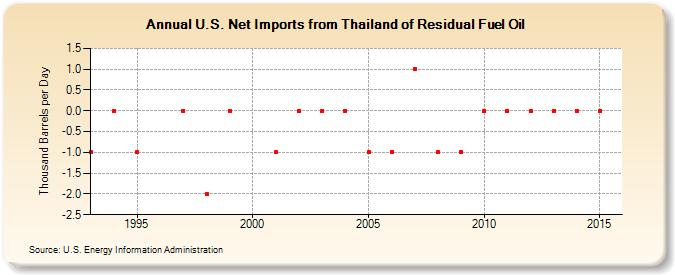 Annual U.S. Net Imports from Thailand of Residual Fuel Oil
Thousand Barrels per Day
1.5
1.0
0.5
0.0
-0.5
-1.0
-1.5
-2.0
-2.5
1995 2000 2005 2010 2015
Source: U.S. Energy Information Administration